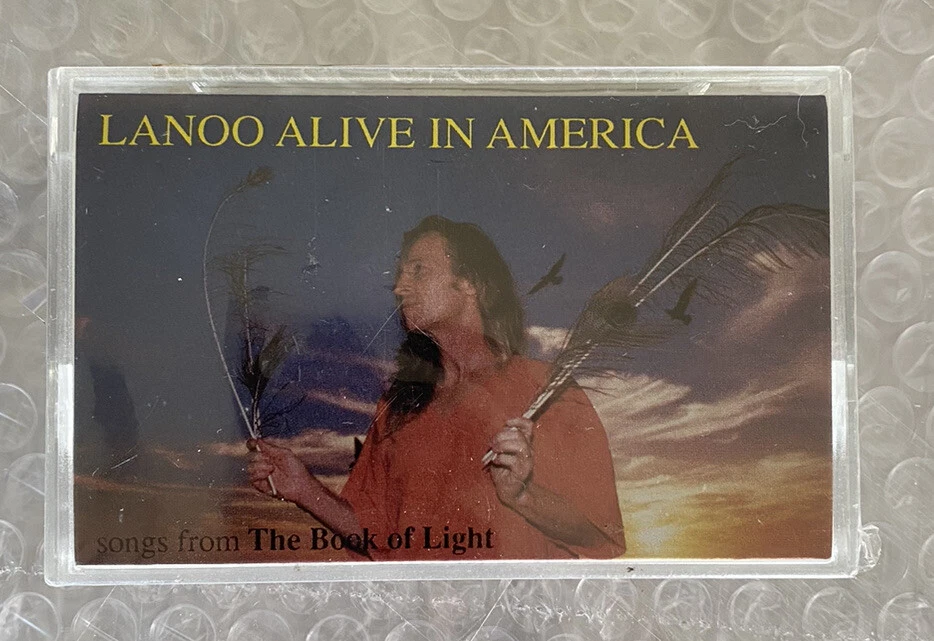 LANOO ALIVE IN AMERICA
songs from The Book of Light